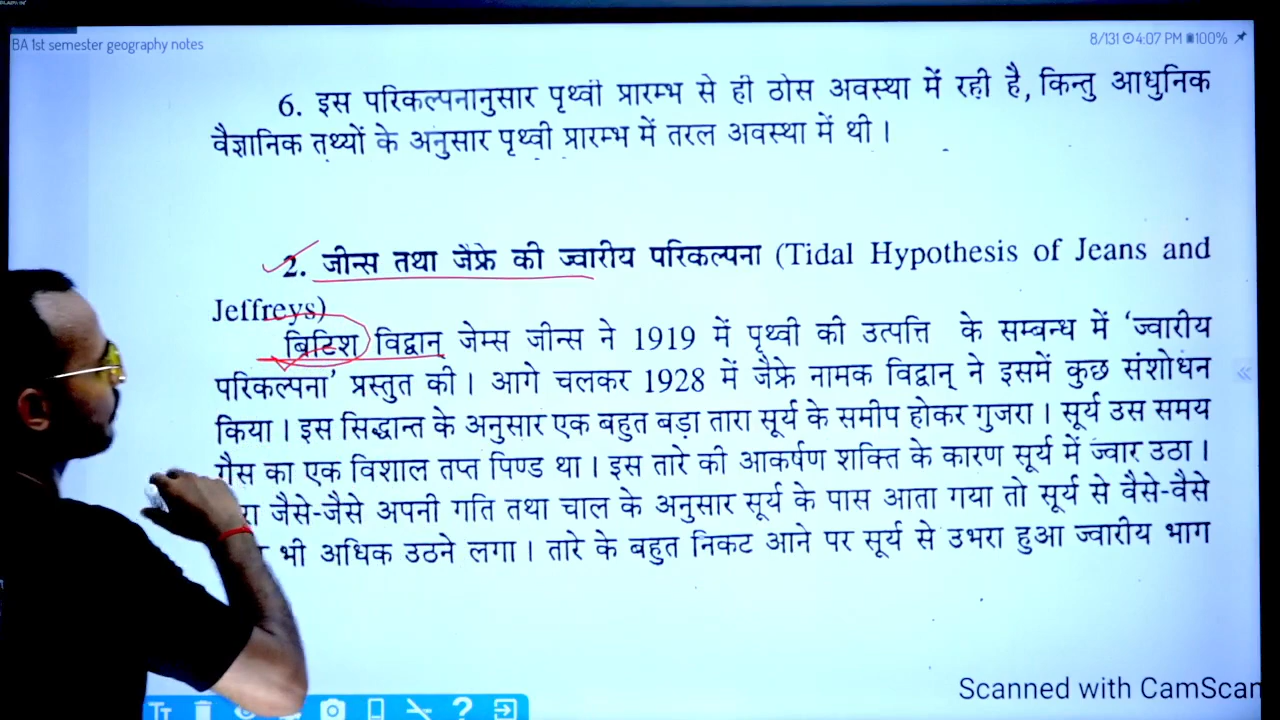 BA 1st semester geography notes
8/131 4:07 PM 100%
6. इस परिकल्पनानुसार पृथ्वी प्रारम्भ से ही ठोस अवस्था में रही है, किन्तु आधुनिक
वैज्ञानिक तथ्यों के अनुसार पृथ्वी प्रारम्भ में तरल अवस्था में थी ।
2. जीन्स तथा जैफ्रे की ज्वारीय परिकल्पना (Tidal Hypothesis of Jeans and
Jeffreys)
ब्रिटिश विद्वान् जेम्स जीन्स ने 1919 में पृथ्वी की उत्पत्ति के सम्बन्ध में ‘ज्वारीय
परिकल्पना’ प्रस्तुत की । आगे चलकर 1928 में जैफ्रे नामक विद्वान् ने इसमें कुछ संशोधन
किया । इस सिद्धान्त के अनुसार एक बहुत बड़ा तारा सूर्य के समीप होकर गुजरा । सूर्य उस समय
गैस का एक विशाल तप्त पिण्ड था । इस तारे की आकर्षण शक्ति के कारण सूर्य में ज्वार उठा ।
जैसे-जैसे अपनी गति तथा चाल के अनुसार सूर्य के पास आता गया तो सूर्य से वैसे-वैसे
भी अधिक उठने लगा । तारे के बहुत निकट आने पर सूर्य से उभरा हुआ ज्वारीय भाग
Scanned with CamScan